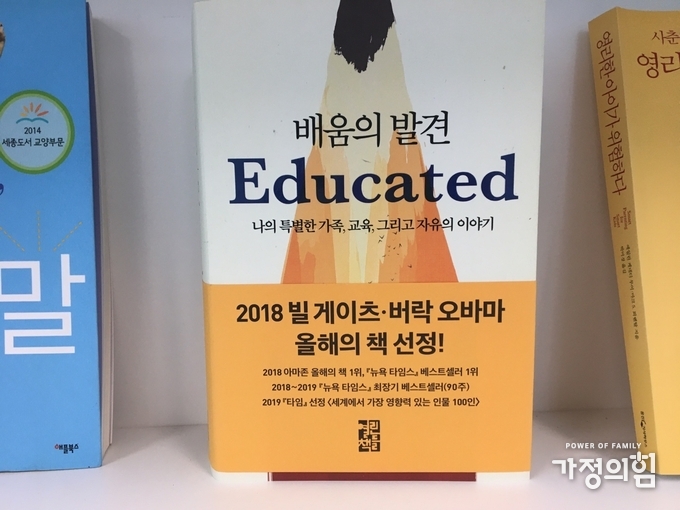 2014
세종도서 교양부문
말
애플북스
배움의 발견
Educated
나의 특별한 가족, 교육, 그리고 자유의 이야기
2018 빌 게이츠·버락 오바마
올해의 책 선정!
2018 아마존 올해의 책 1위, 『뉴욕 타임스』 베스트셀러 1위
2018~2019 『뉴욕 타임스』 최장기 베스트셀러(90주)
2019 『타임』 선정 〈세계에서 가장 영향력 있는 인물 100인〉
열린책들
영리한 아이가 위험하다
사춘
영리
POWER OF FAMILY
가정의힘